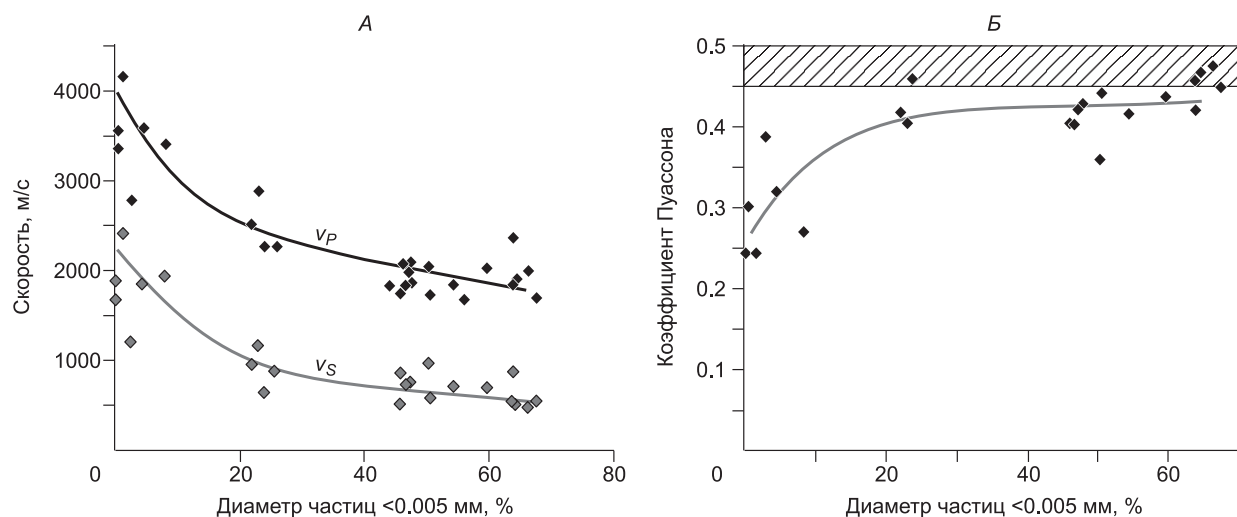 А
Скорость, м/с
4000
3000
2000
1000
0
20
40
60
80
vP
vS
Диаметр частиц <0.005 мм, %
Б
Коэффициент Пуассона
0.5
0.4
0.3
0.2
0.1
0
20
40
60
Диаметр частиц <0.005 мм, %